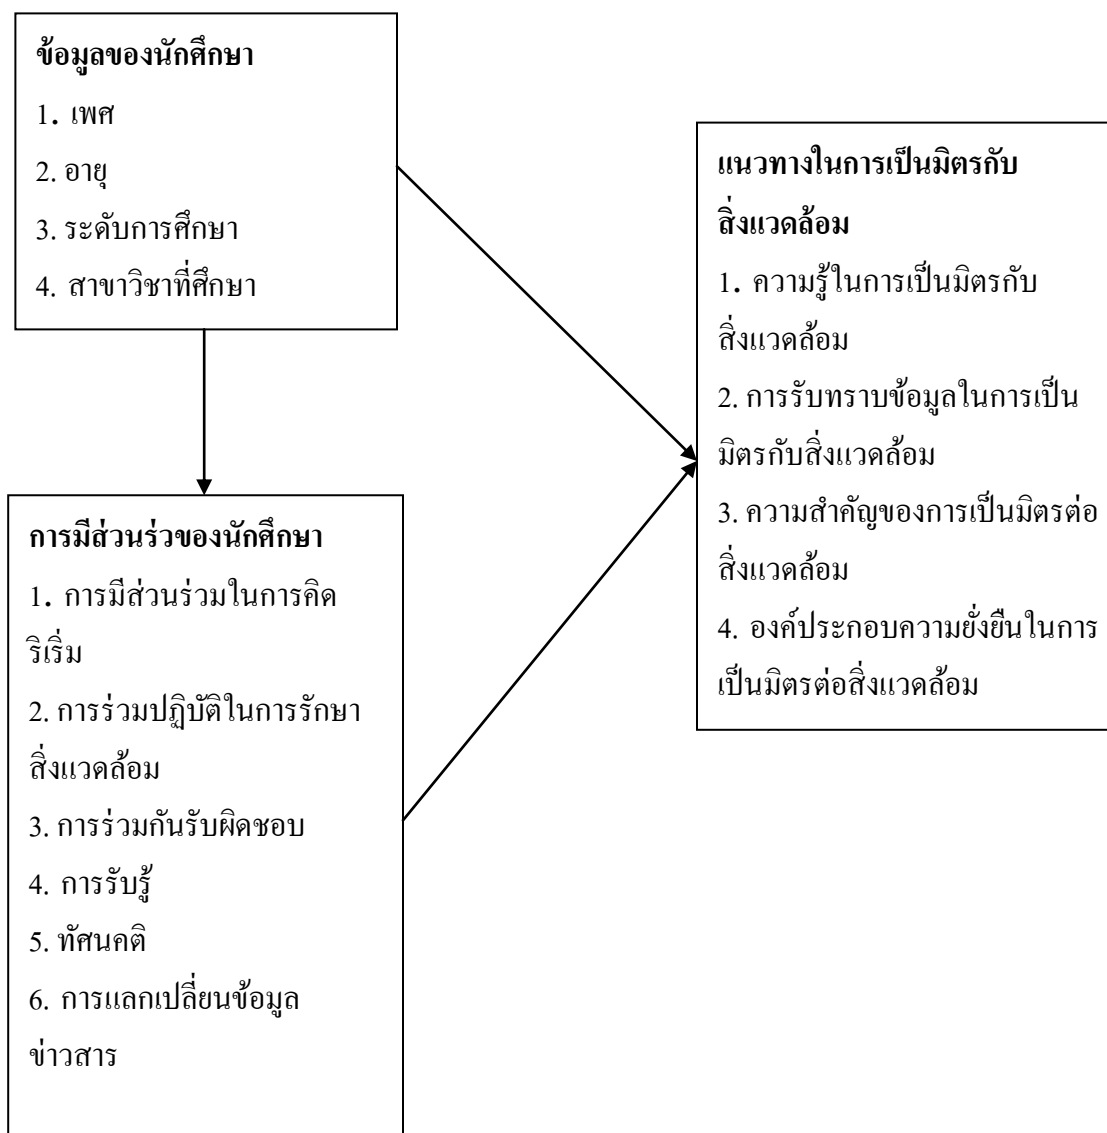 ข้อมูลของนักศึกษา
1. เพศ
2. อายุ
3. ระดับการศึกษา
4. สาขาวิชาที่ศึกษา
การมีส่วนร่วของนักศึกษา
1. การมีส่วนร่วมในการคิด
ริเริ่ม
2. การร่วมปฏิบัติในการรักษา
สิ่งแวดล้อม
3. การร่วมกันรับผิดชอบ
4. การรับรู้
5. ทัศนคติ
6. การแลกเปลี่ยนข้อมูล
ข่าวสาร
แนวทางในการเป็นมิตรกับ
สิ่งแวดล้อม
1. ความรู้ในการเป็นมิตรกับ
สิ่งแวดล้อม
2. การรับทราบข้อมูลในการเป็น
มิตรกับสิ่งแวดล้อม
3. ความสำคัญของการเป็นมิตรต่อ
สิ่งแวดล้อม
4. องค์ประกอบความยั่งยืนในการ
เป็นมิตรต่อสิ่งแวดล้อม